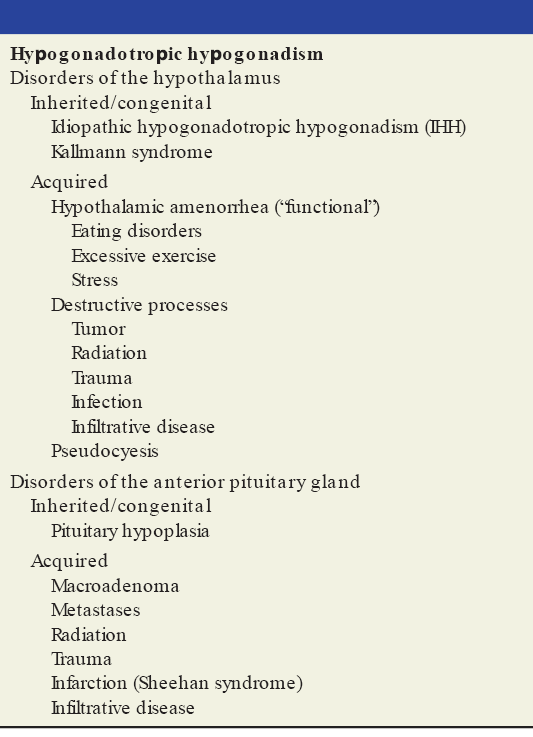 Hypogonadotropic hypogonadism
Disorders of the hypothalamus
Inherited/congenital
Idiopathic hypogonadotropic hypogonadism (IHH)
Kallmann syndrome
Acquired
Hypothalamic amenorrhea (“functional”)
Eating disorders
Excessive exercise
Stress
Destructive processes
Tumor
Radiation
Trauma
Infection
Infiltrative disease
Pseudocyesis
Disorders of the anterior pituitary gland
Inherited/congenital
Pituitary hypoplasia
Acquired
Macroadenoma
Metastases
Radiation
Trauma
Infarction (Sheehan syndrome)
Infiltrative disease